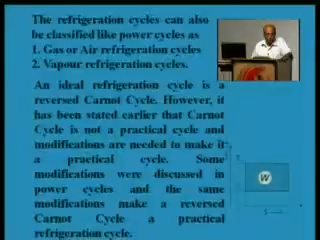 The refrigeration cycles can also
be classified like power cycles as
1. Gas or Air refrigeration cycles
2. Vapour refrigeration cycles.
An ideal refrigeration cycle is a
reversed Carnot Cycle. However, it
has been stated earlier that Carnot
Cycle is not a practical cycle and
modifications are needed to make it
a practical cycle. Some
modifications were discussed in
power cycles and the same
modifications make a reversed
Carnot Cycle a practical
refrigeration cycle.
W